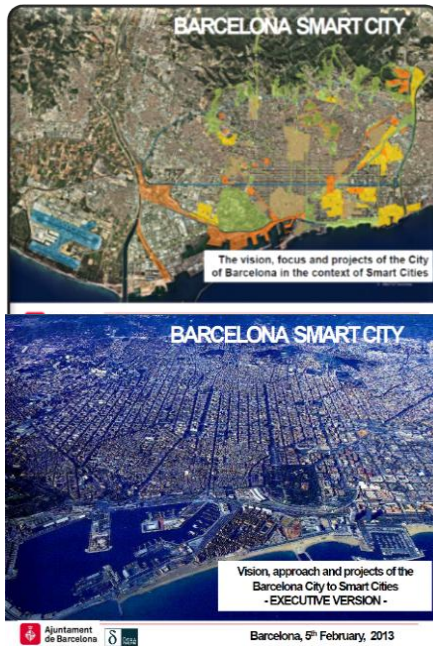 BARCELONA SMART CITY
The vision, focus and projects of the City
of Barcelona in the context of Smart Cities
BARCELONA SMART CITY
Vision, approach and projects of the
Barcelona City to Smart Cities
- EXECUTIVE VERSION -
Ajuntament
de Barcelona
Barcelona, 5th February, 2013